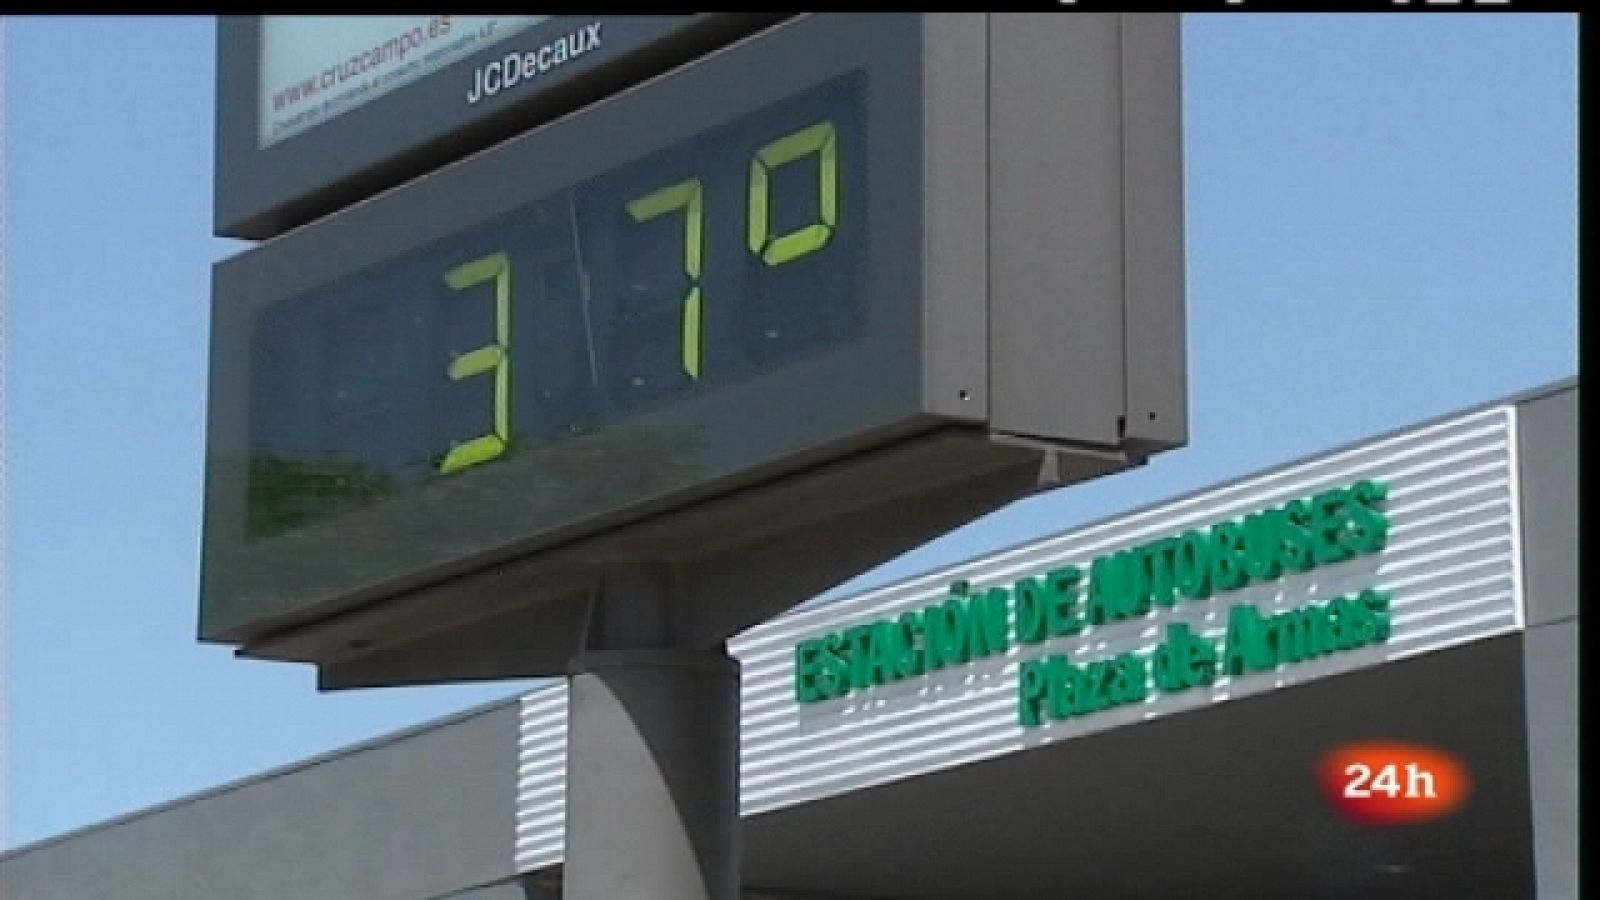 www.cruzcampo.es
JCDecaux
37º
ESTACIÓN DE AUTOBUSES
Plaza de Armas
24h